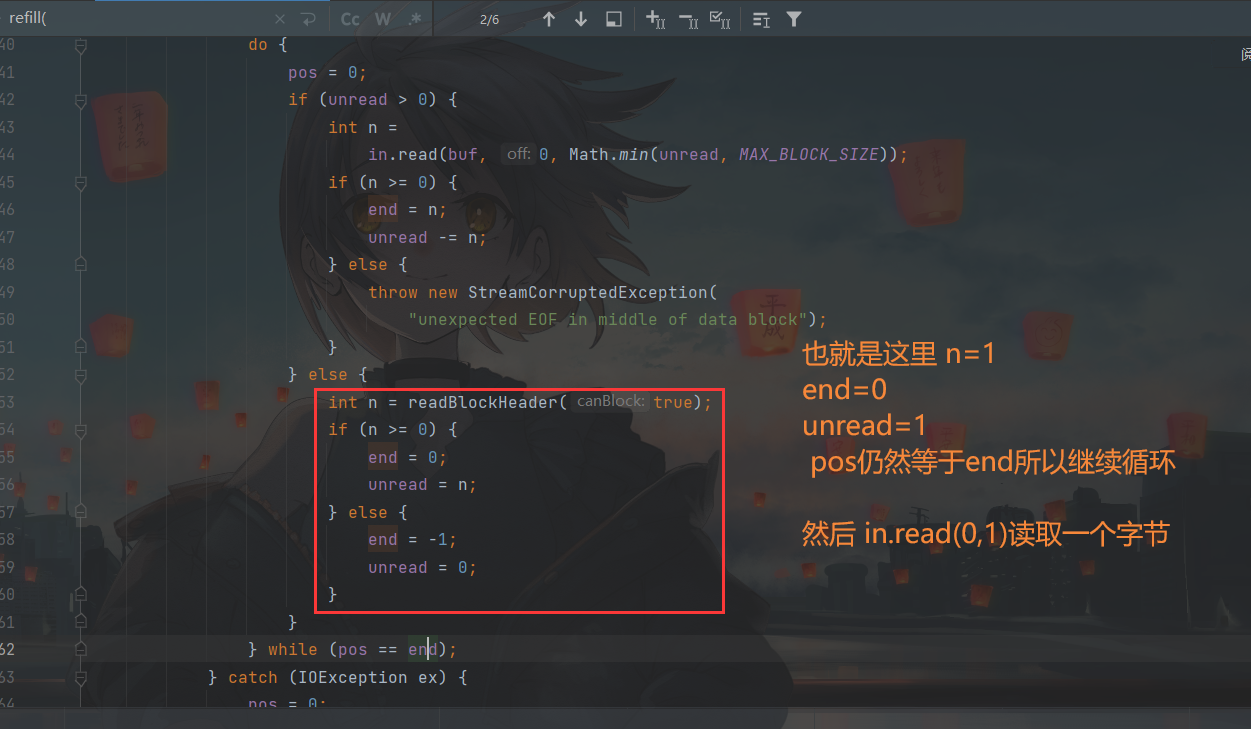 refill(
Cc W .*
2/6
40 do {
41 pos = 0;
42 if (unread > 0) {
43 int n =
44 in.read(buf, off: 0, Math.min(unread, MAX_BLOCK_SIZE));
45 if (n >= 0) {
46 end = n;
47 unread -= n;
48 } else {
49 throw new StreamCorruptedException(
50 "unexpected EOF in middle of data block");
51 }
52 } else {
53 int n = readBlockHeader( canBlock: true);
54 if (n >= 0) {
55 end = 0;
56 unread = n;
57 } else {
58 end = -1;
59 unread = 0;
60 }
61 }
62 } while (pos == end);
63 } catch (IOException ex) {
64 pos = 0;
也就是这里 n=1
end=0
unread=1
pos仍然等于end所以继续循环
然后 in.read(0,1)读取一个字节